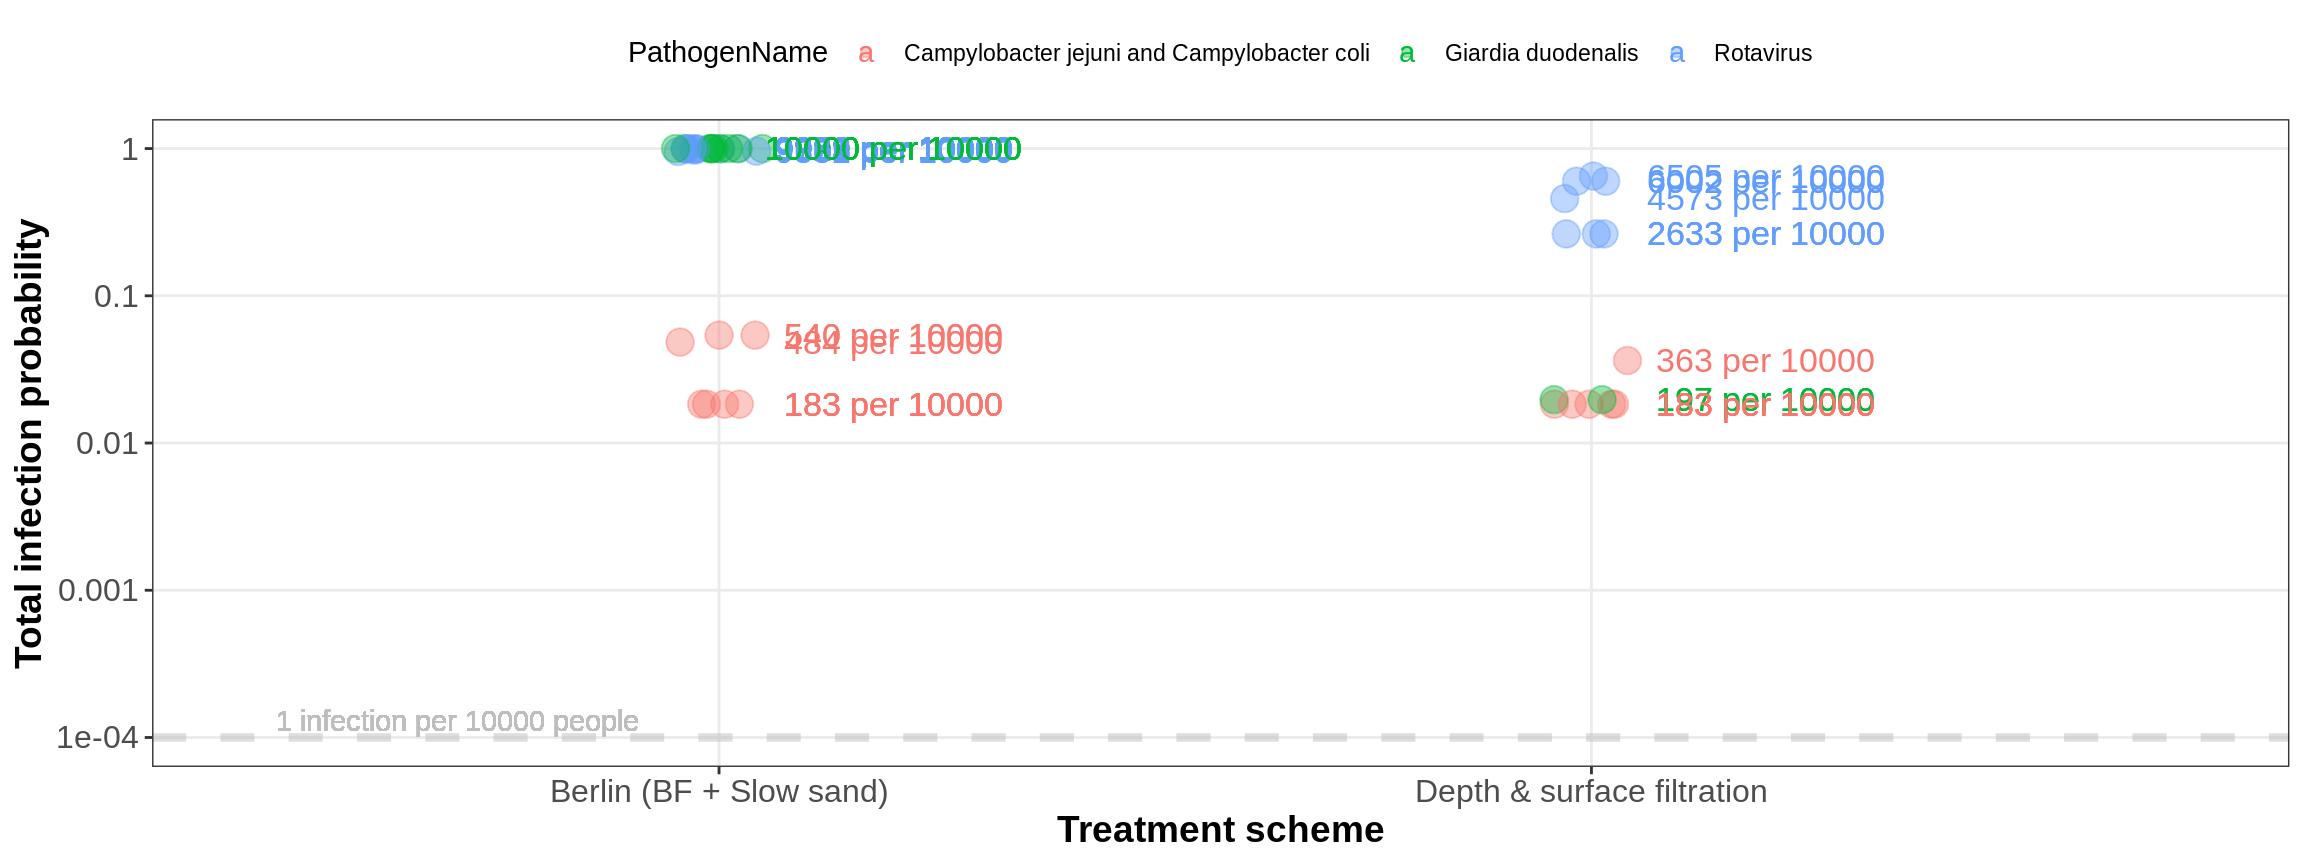 PathogenName a Campylobacter jejuni and Campylobacter coli a Giardia duodenalis a Rotavirus
Total infection probability
1
10000 per 10000
6505 per 10000
6002 per 10000
4573 per 10000
2633 per 10000
0.1
540 per 10000
484 per 10000
363 per 10000
183 per 10000
197 per 10000
183 per 10000
0.01
0.001
1 infection per 10000 people
1e-04
Berlin (BF + Slow sand) Depth & surface filtration
Treatment scheme